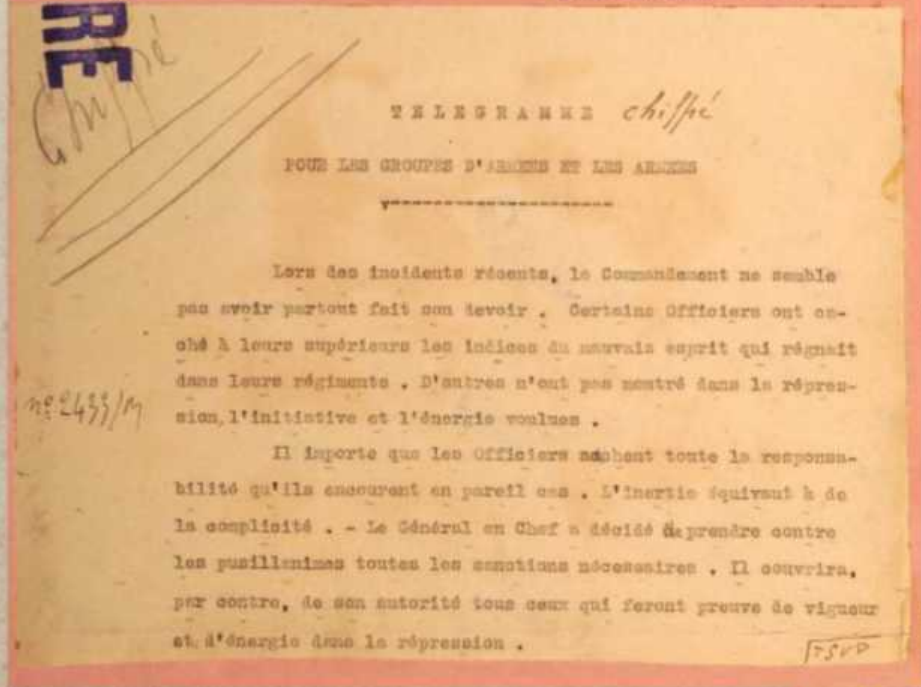 RE
Chiffré
TELEGRAMME chiffré
POUR LES GROUPES D'ARMEES ET LES ARMEES
Lors des incidents récents, le Commandement ne semble
pas avoir partout fait son devoir . Certains Officiers ont ca-
ché à leurs supérieurs les indices du mauvais esprit qui régnait
dans leurs régiments . D'autres n'ont pas montré dans la répres-
n° 2433/M
sion, l'initiative et l'énergie voulues .
Il importe que les Officiers sachent toute la responsa-
bilité qu'ils encourent en pareil cas . L'inertie équivaut à de
la complicité . - Le Général en Chef a décidé de prendre contre
les pusillanimes toutes les sanctions nécessaires . Il couvrira,
par contre, de son autorité tous ceux qui feront preuve de vigueur
et d'énergie dans la répression .
TSVP